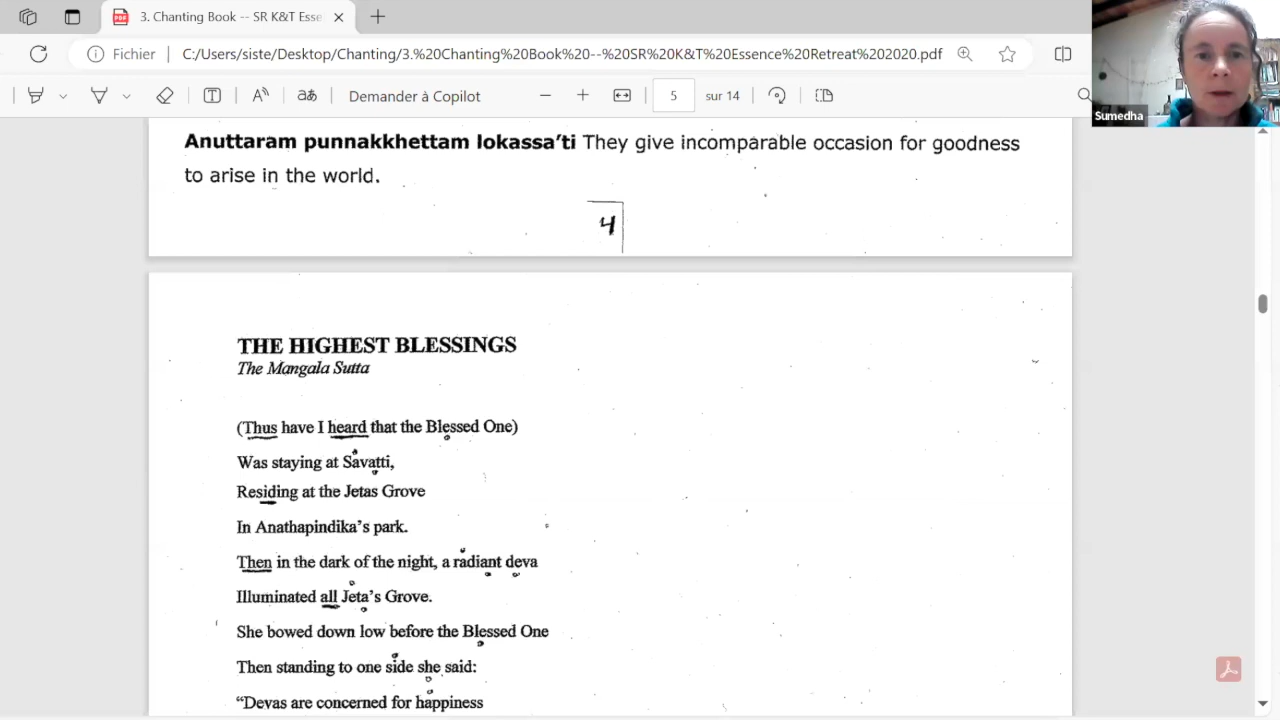 3. Chanting Book -- SR K&T Esse
Fichier
C:/Users/siste/Desktop/Chanting/3.%20Chanting%20Book%20--%20SR%20K&T%20Essence%20Retreat%202020.pdf
Demander à Copilot
5
sur 14
Sumedha
Anuttaram punnakkhettam lokassa'ti They give incomparable occasion for goodness
to arise in the world.
4
THE HIGHEST BLESSINGS
The Mangala Sutta
(Thus have I heard that the Blessed One)
Was staying at Savatti,
Residing at the Jetas Grove
In Anathapindika's park.
Then in the dark of the night, a radiant deva
Illuminated all Jeta's Grove.
She bowed down low before the Blessed One
Then standing to one side she said:
“Devas are concerned for happiness